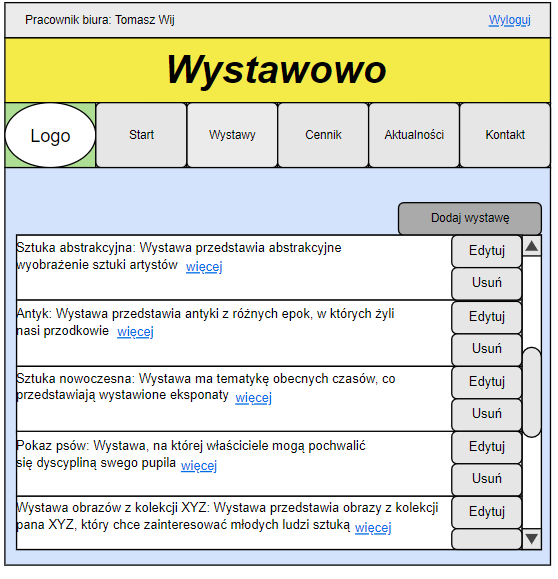 Pracownik biura: Tomasz Wij
Wyloguj
Wystawowo
Logo
Start
Wystawy
Cennik
Aktualności
Kontakt
Dodaj wystawę
Sztuka abstrakcyjna: Wystawa przedstawia abstrakcyjne
wyobrażenie sztuki artystów więcej
Edytuj
Usuń
Antyk: Wystawa przedstawia antyki z różnych epok, w których żyli
nasi przodkowie więcej
Edytuj
Usuń
Sztuka nowoczesna: Wystawa ma tematykę obecnych czasów, co
przedstawiają wystawione eksponaty więcej
Edytuj
Usuń
Pokaz psów: Wystawa, na której właściciele mogą pochwalić
się dyscypliną swego pupila więcej
Edytuj
Usuń
Wystawa obrazów z kolekcji XYZ: Wystawa przedstawia obrazy z kolekcji
pana XYZ, który chce zainteresować młodych ludzi sztuką więcej
Edytuj